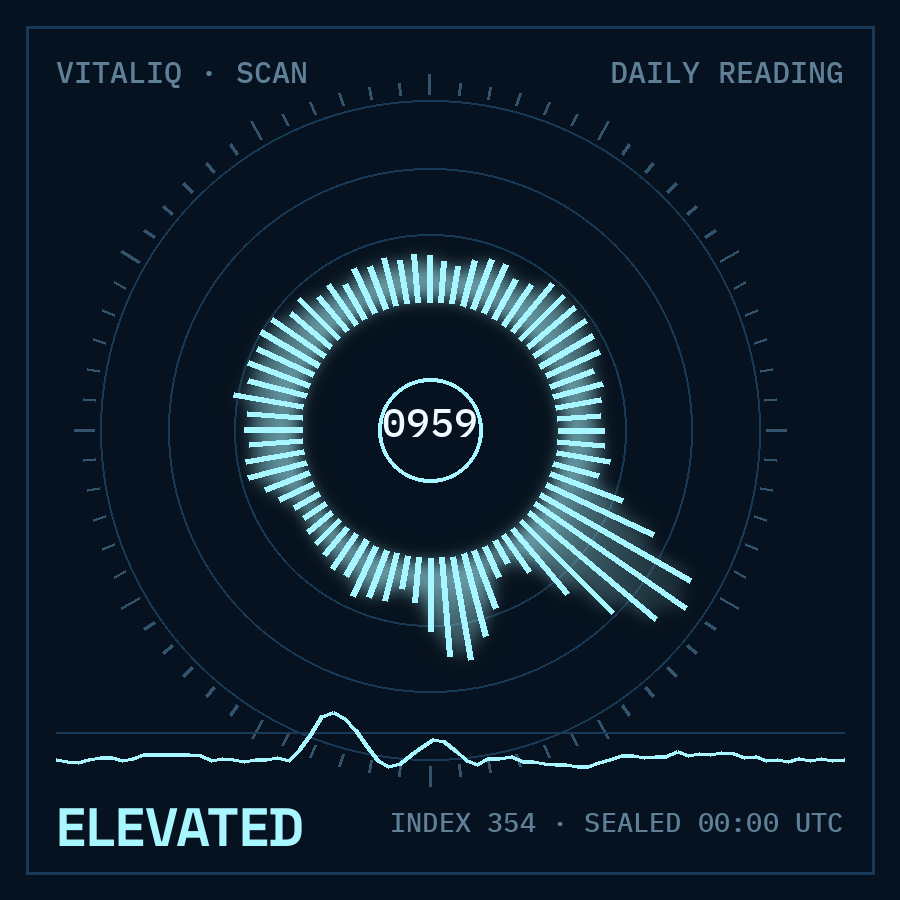 VITALIQ · SCAN
DAILY READING
0959
ELEVATED
INDEX 354 · SEALED 00:00 UTC